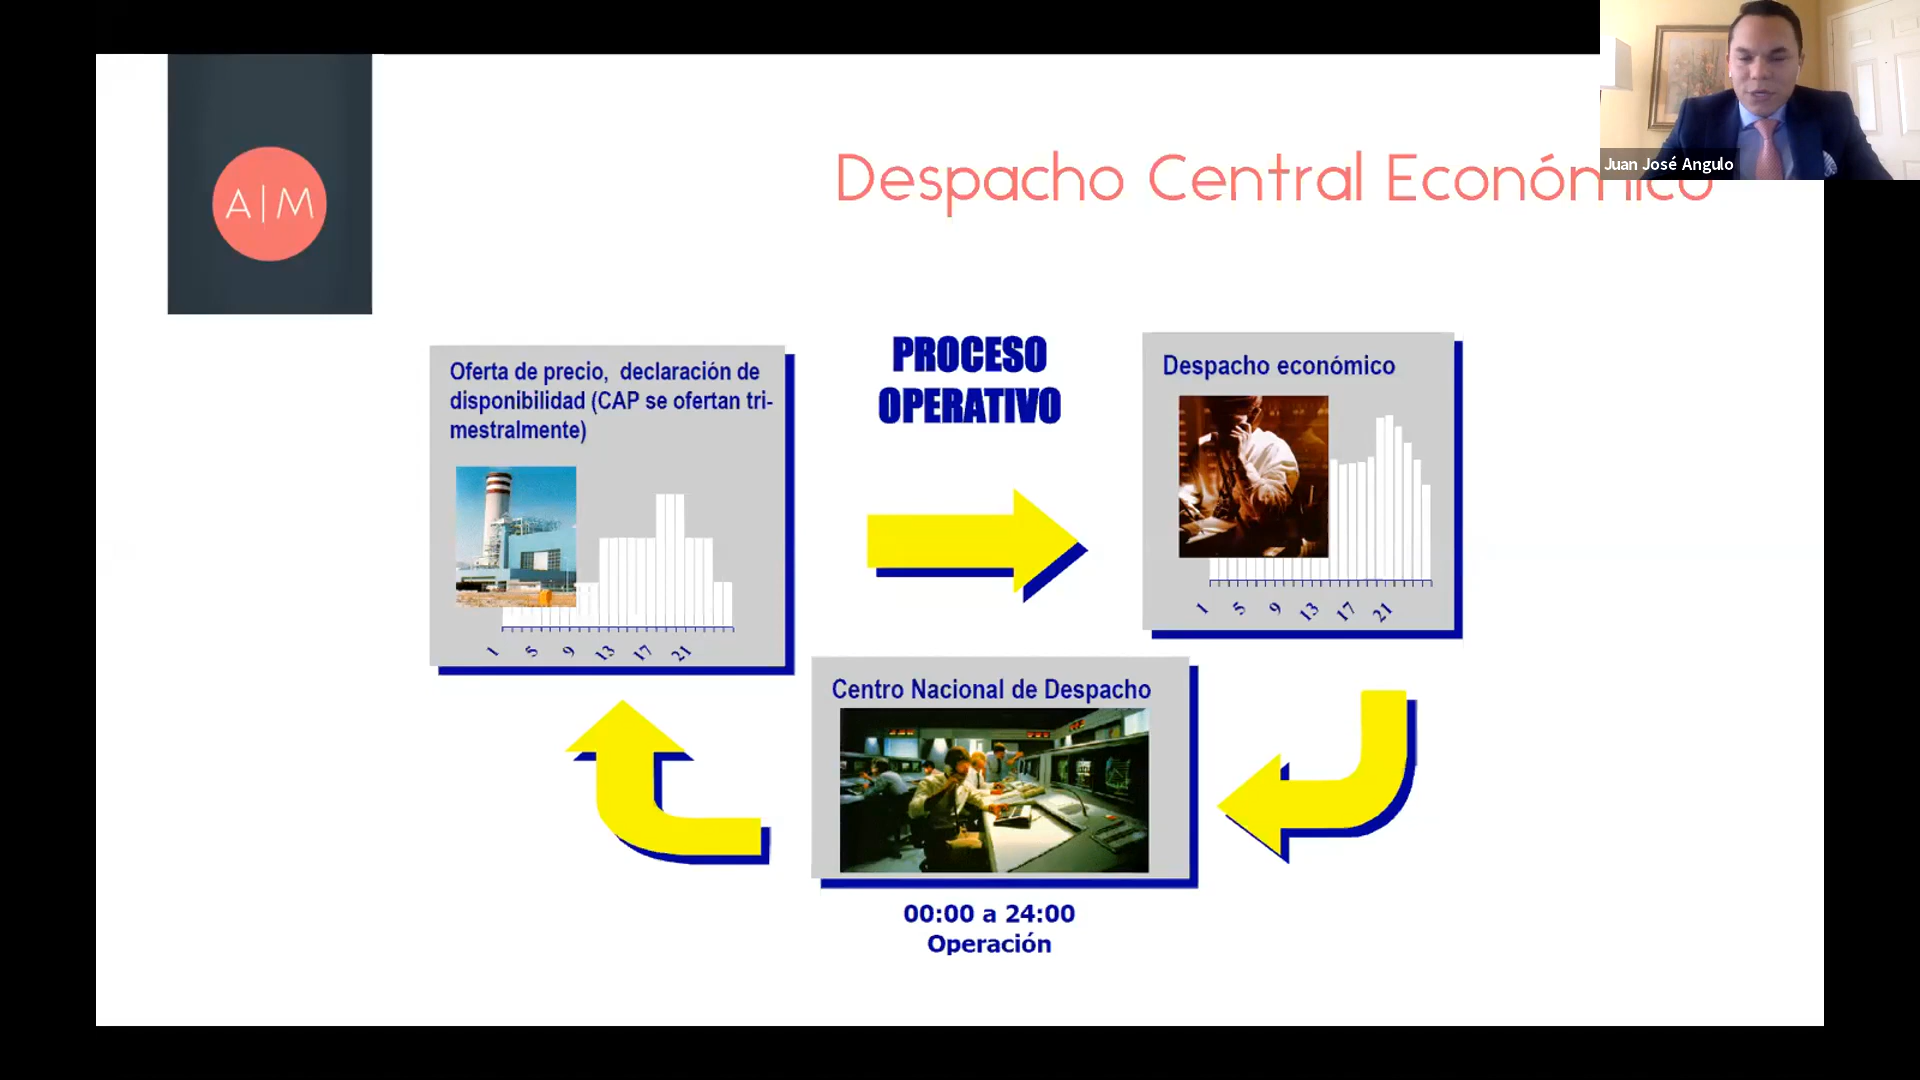 Juan José Angulo
A|M
Despacho Central Económico
PROCESO
OPERATIVO
Oferta de precio, declaración de
disponibilidad (CAP se ofertan tri-
mestralmente)
1 5 9 13 17 21
Despacho económico
1 5 9 13 17 21
Centro Nacional de Despacho
00:00 a 24:00
Operación